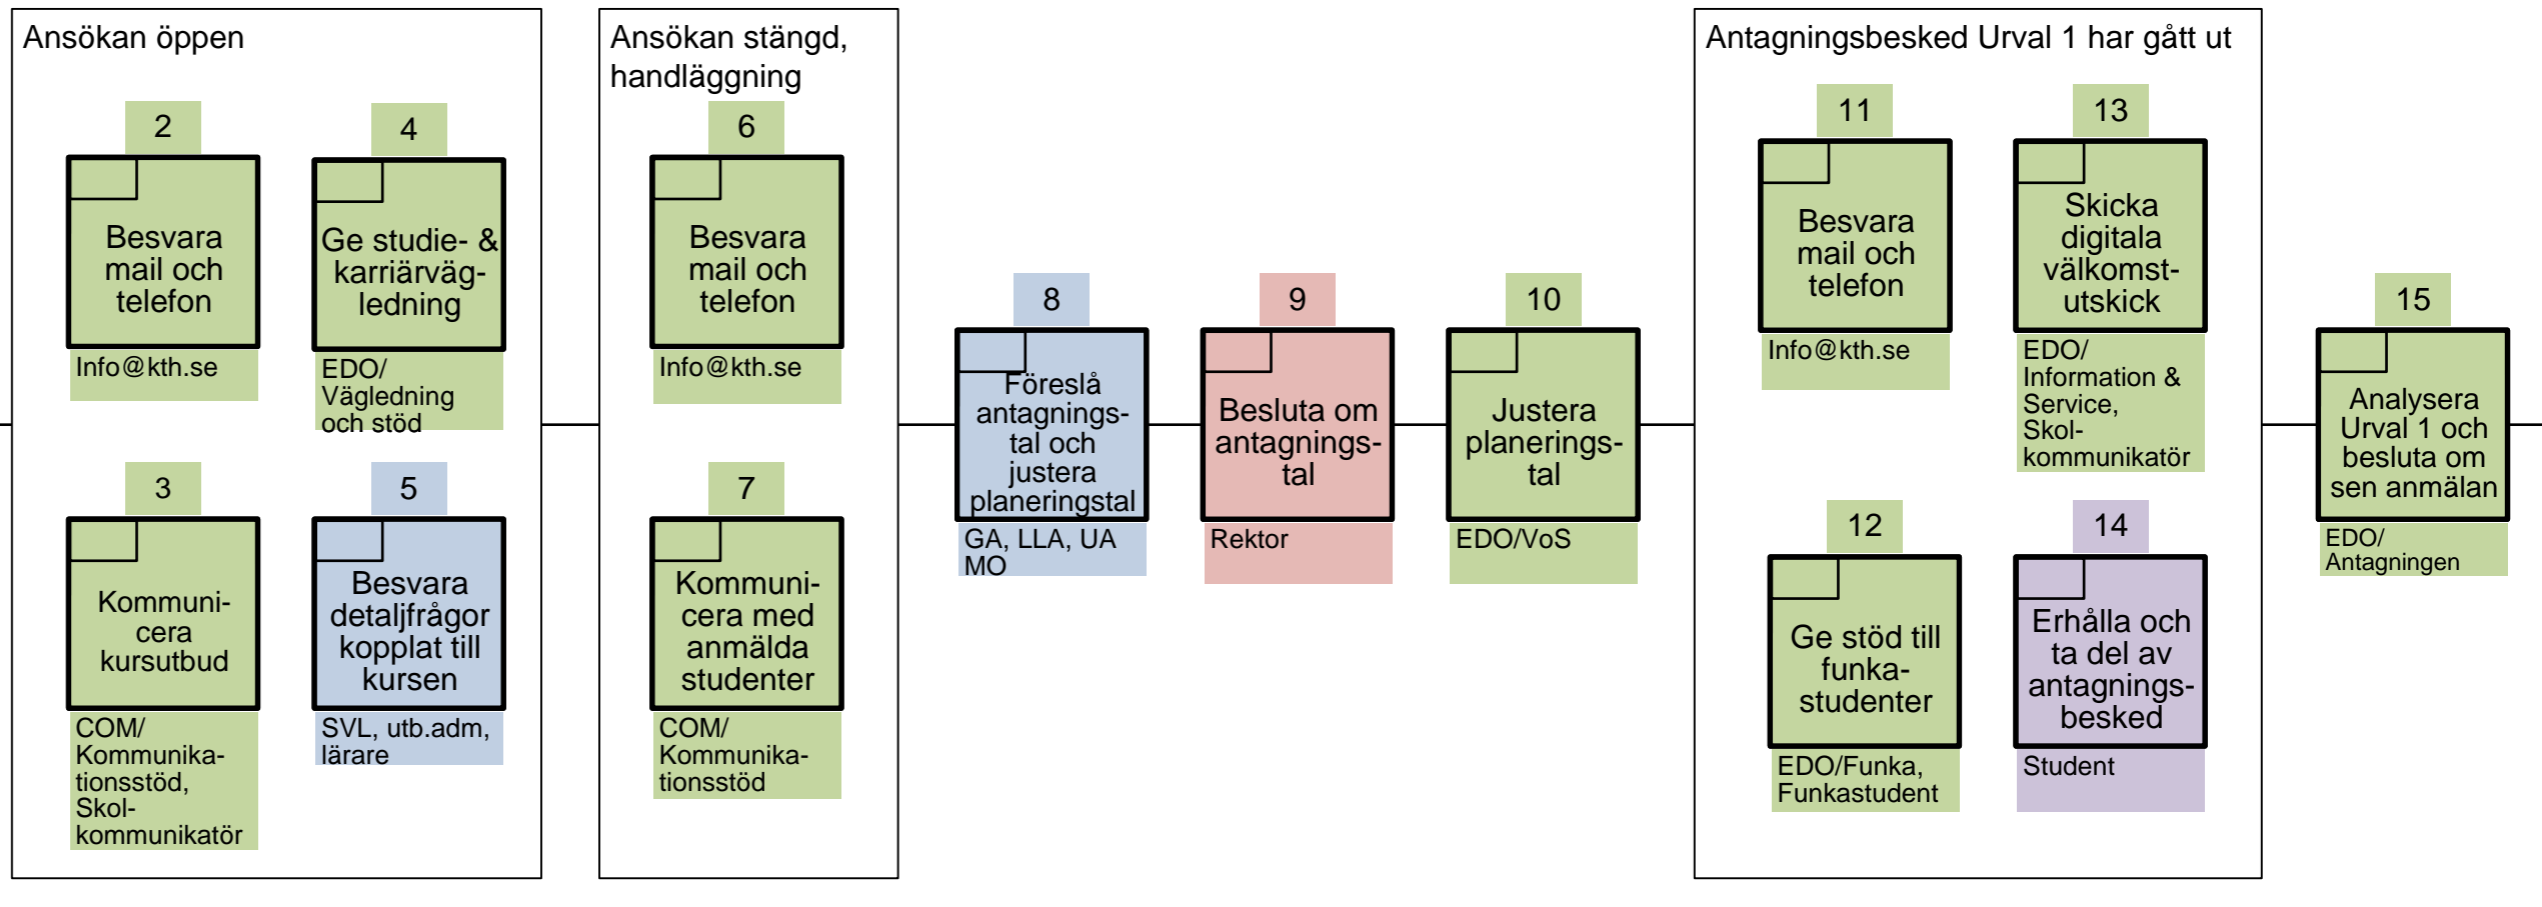 Ansökan öppen
2
Besvara
mail och
telefon
Info@kth.se
4
Ge studie- &
karriärväg-
ledning
EDO/
Vägledning
och stöd
3
Kommuni-
cera
kursutbud
COM/
Kommunika-
tionsstöd,
Skol-
kommunikatör
5
Besvara
detaljfrågor
kopplat till
kursen
SVL, utb.adm,
lärare
Ansökan stängd,
handläggning
6
Besvara
mail och
telefon
Info@kth.se
7
Kommuni-
cera med
anmälda
studenter
COM/
Kommunika-
tionsstöd
8
Föreslå
antagnings-
tal och
justera
planeringstal
GA, LLA, UA
MO
9
Besluta om
antagnings-
tal
Rektor
10
Justera
planerings-
tal
EDO/VoS
Antagningsbesked Urval 1 har gått ut
11
Besvara
mail och
telefon
Info@kth.se
13
Skicka
digitala
välkomst-
utskick
EDO/
Information &
Service,
Skol-
kommunikatör
12
Ge stöd till
funka-
studenter
EDO/Funka,
Funkastudent
14
Erhålla och
ta del av
antagnings-
besked
Student
15
Analysera
Urval 1 och
besluta om
sen anmälan
EDO/
Antagningen